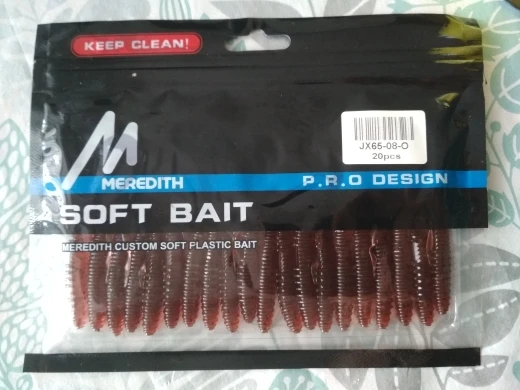 KEEP CLEAN!
JX65-08-O
20pcs
M
MEREDITH
P.R.O DESIGN
SOFT BAIT
MEREDITH CUSTOM SOFT PLASTIC BAIT